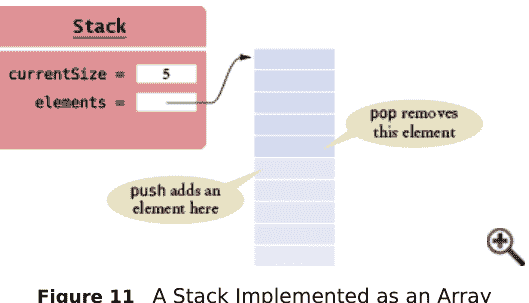 Stack
currentSize = 5
elements =
pop removes
this element
push adds an
element here
Figure 11 A Stack Implemented as an Array